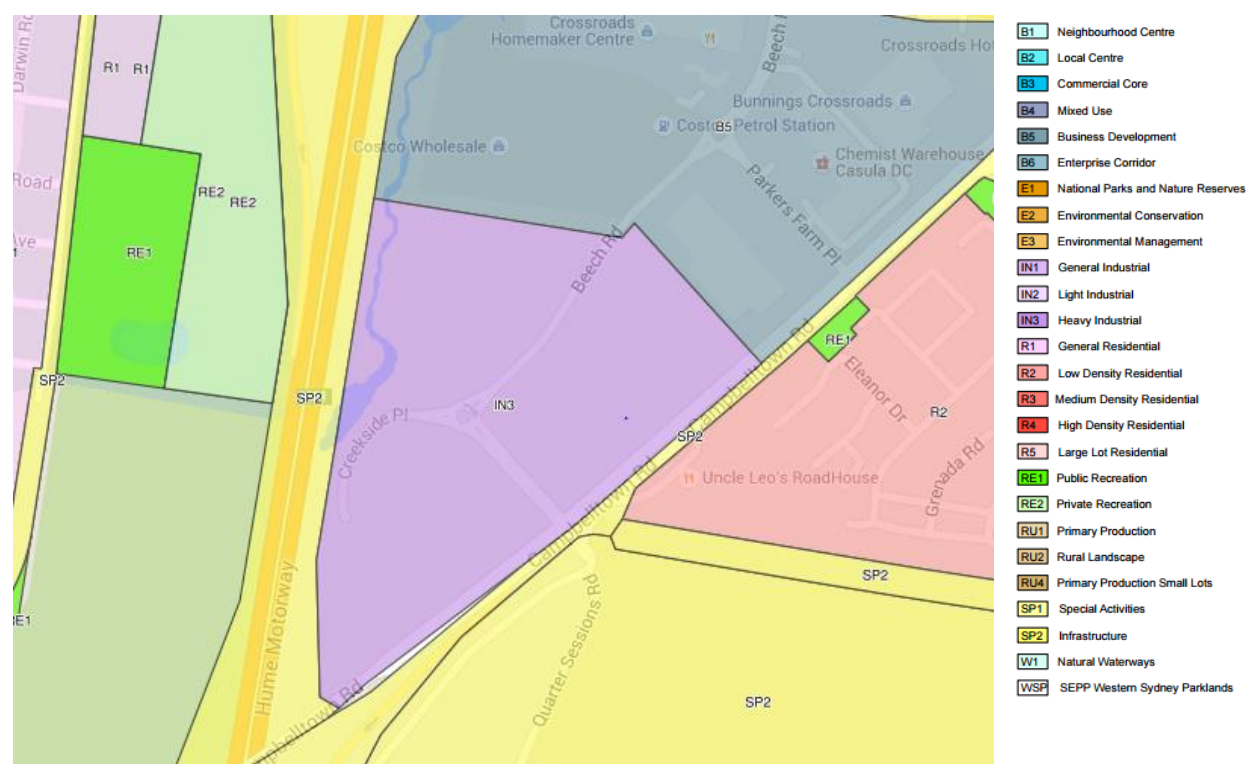 Darwin Rd
R1
R1
Road
Ave
1
RE1
RE2
RE2
SP2
RE1
Crossroads
Homemaker Centre
Beech R
Crossroads Hot
Bunnings Crossroads
B5
Petrol Station
Costco Wholesale
Chemist Warehouse
Casula DC
Parkers Farm Pl
Beech Rd
Campbelltown Rd
RE1
Eleanor Dr
R2
Grenada Rd
SP2
IN3
Creekside Pl
SP2
Uncle Leo's RoadHouse
Campbelltown Rd
SP2
Hume Motorway
Quarter Sessions Rd
SP2
mpbelltown Rd
B1 Neighbourhood Centre
B2 Local Centre
B3 Commercial Core
B4 Mixed Use
B5 Business Development
B6 Enterprise Corridor
E1 National Parks and Nature Reserves
E2 Environmental Conservation
E3 Environmental Management
IN1 General Industrial
IN2 Light Industrial
IN3 Heavy Industrial
R1 General Residential
R2 Low Density Residential
R3 Medium Density Residential
R4 High Density Residential
R5 Large Lot Residential
RE1 Public Recreation
RE2 Private Recreation
RU1 Primary Production
RU2 Rural Landscape
RU4 Primary Production Small Lots
SP1 Special Activities
SP2 Infrastructure
W1 Natural Waterways
WSP SEPP Western Sydney Parklands